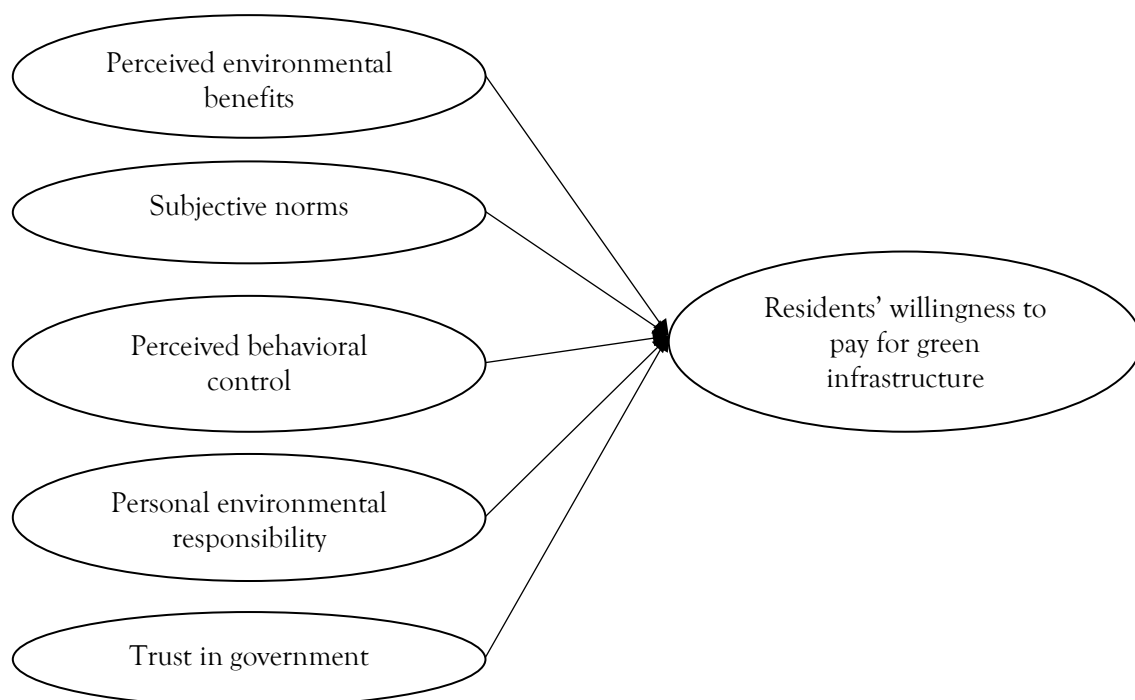 Perceived environmental
benefits
Subjective norms
Perceived behavioral
control
Personal environmental
responsibility
Trust in government
Residents’ willingness to
pay for green
infrastructure